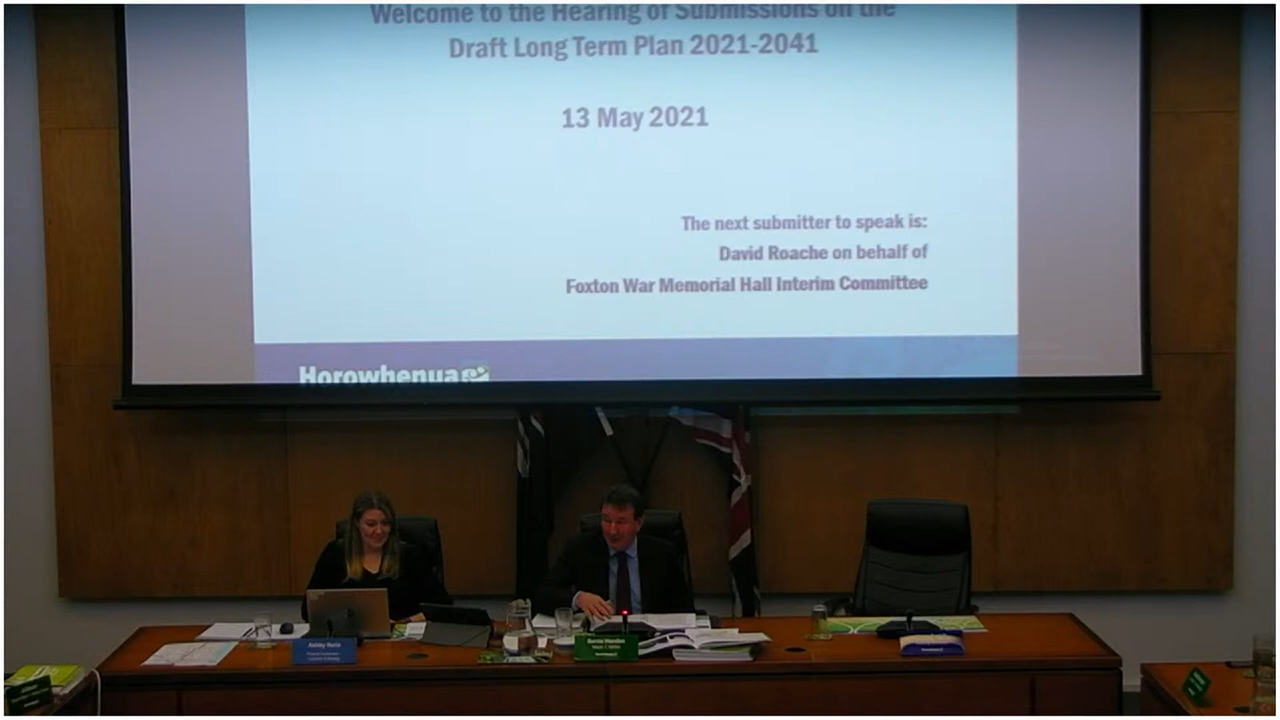 Welcome to the Hearing of Submissions on the
Draft Long Term Plan 2021-2041
13 May 2021
The next submitter to speak is:
David Roache on behalf of
Foxton War Memorial Hall Interim Committee
Horowhenua